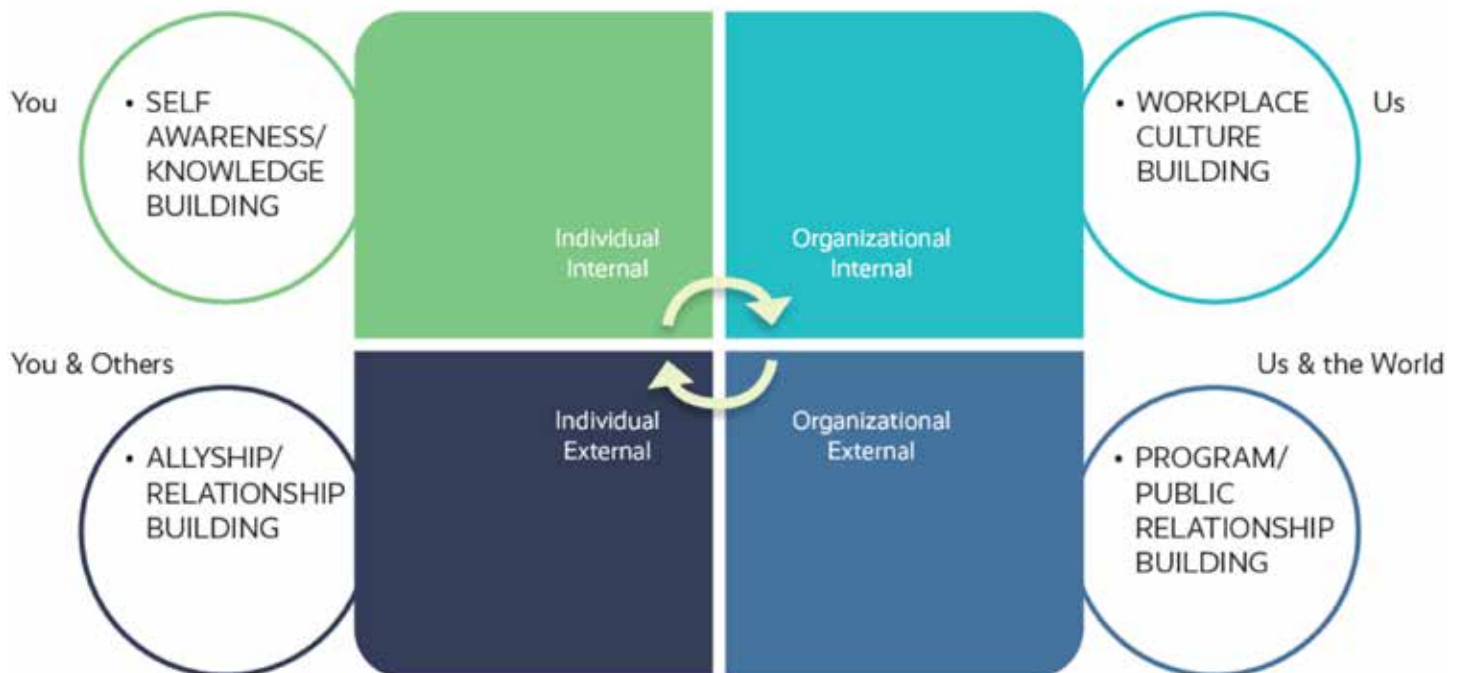 You
• SELF
AWARENESS/
KNOWLEDGE
BUILDING
Individual
Internal
Organizational
Internal
• WORKPLACE
CULTURE
BUILDING
Us
You & Others
• ALLYSHIP/
RELATIONSHIP
BUILDING
Individual
External
Organizational
External
Us & the World
• PROGRAM/
PUBLIC
RELATIONSHIP
BUILDING